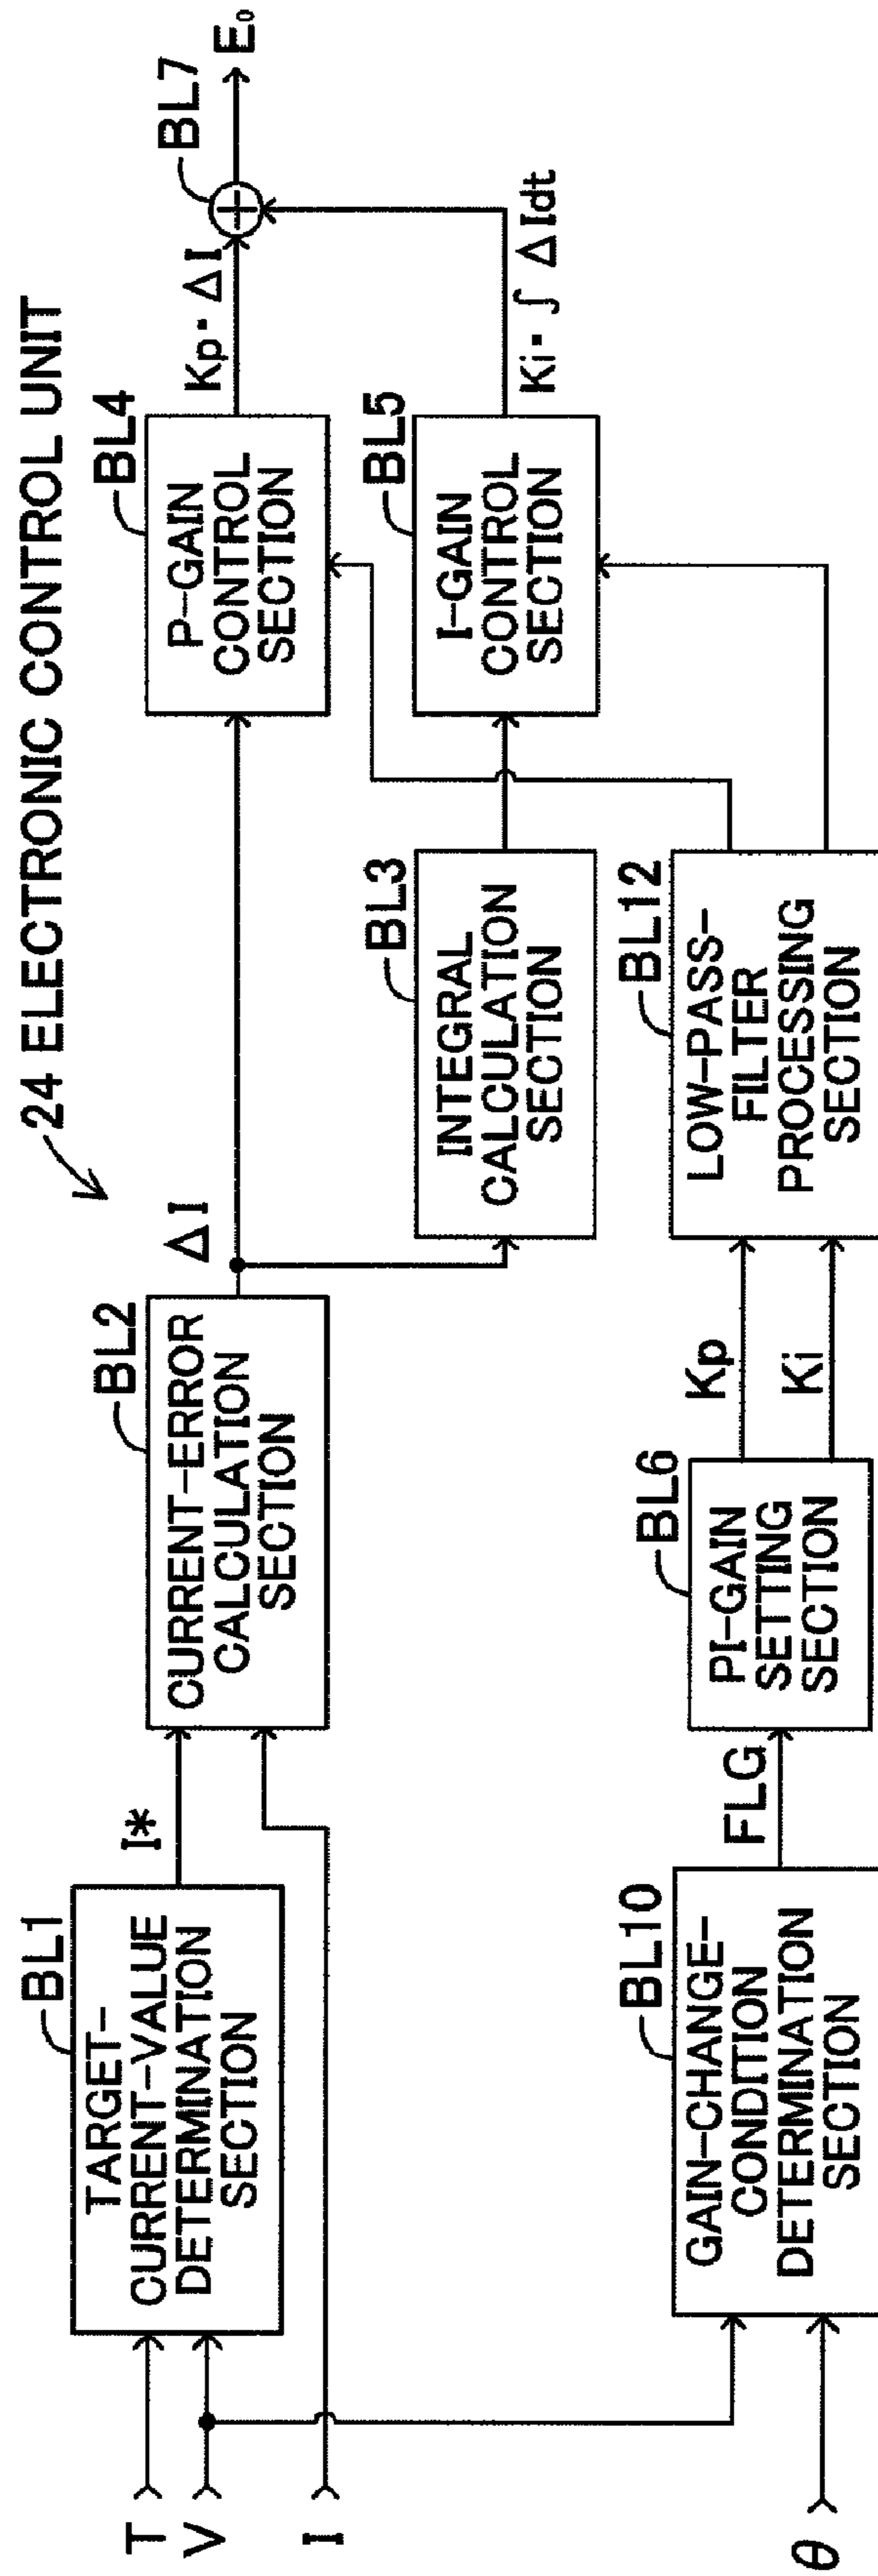 24 ELECTRONIC CONTROL UNIT
T
V
I
θ
BL1
TARGET-
CURRENT-VALUE
DETERMINATION
SECTION
I*
BL2
CURRENT-ERROR
CALCULATION
SECTION
ΔI
BL4
P-GAIN
CONTROL
SECTION
Kp・ΔI
BL7
+
E₀
BL3
INTEGRAL
CALCULATION
SECTION
BL5
I-GAIN
CONTROL
SECTION
Ki・∫ΔIdt
BL10
GAIN-CHANGE-
CONDITION
DETERMINATION
SECTION
FLG
BL6
PI-GAIN
SETTING
SECTION
Kp
Ki
BL12
LOW-PASS-
FILTER
PROCESSING
SECTION